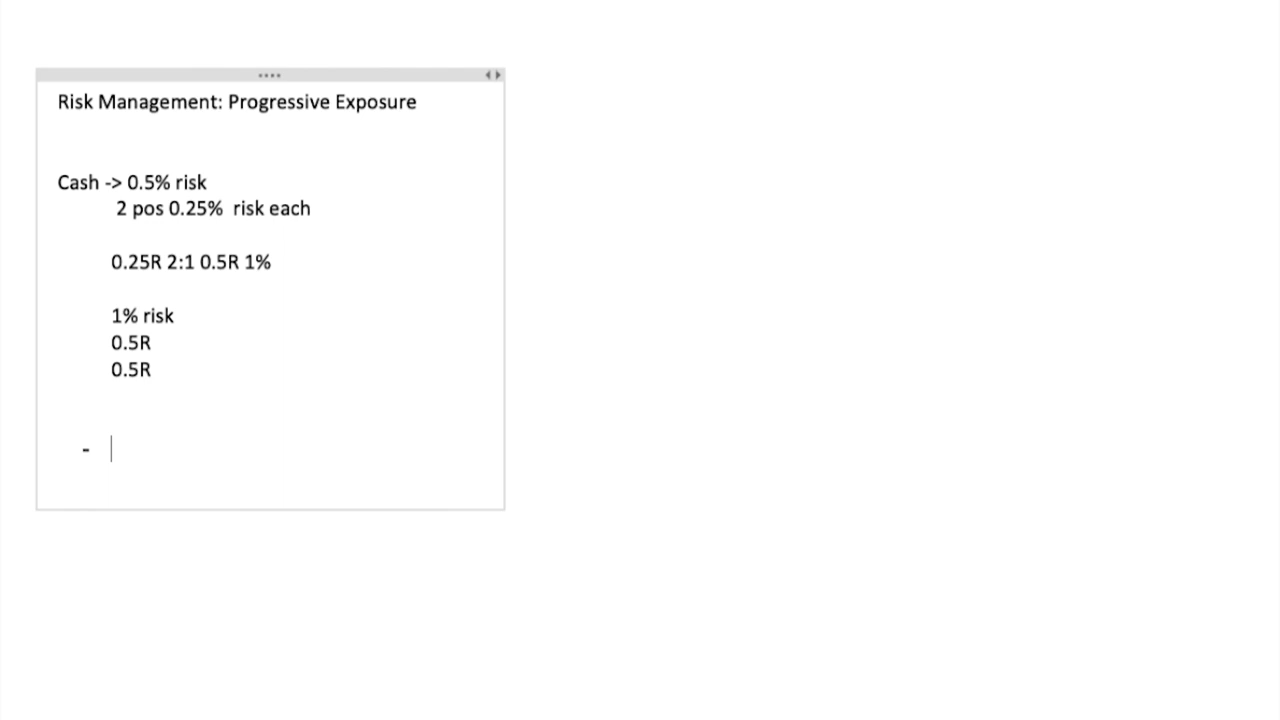 Risk Management: Progressive Exposure
Cash -> 0.5% risk
2 pos 0.25%  risk each
0.25R 2:1 0.5R 1%
1% risk
0.5R
0.5R
-